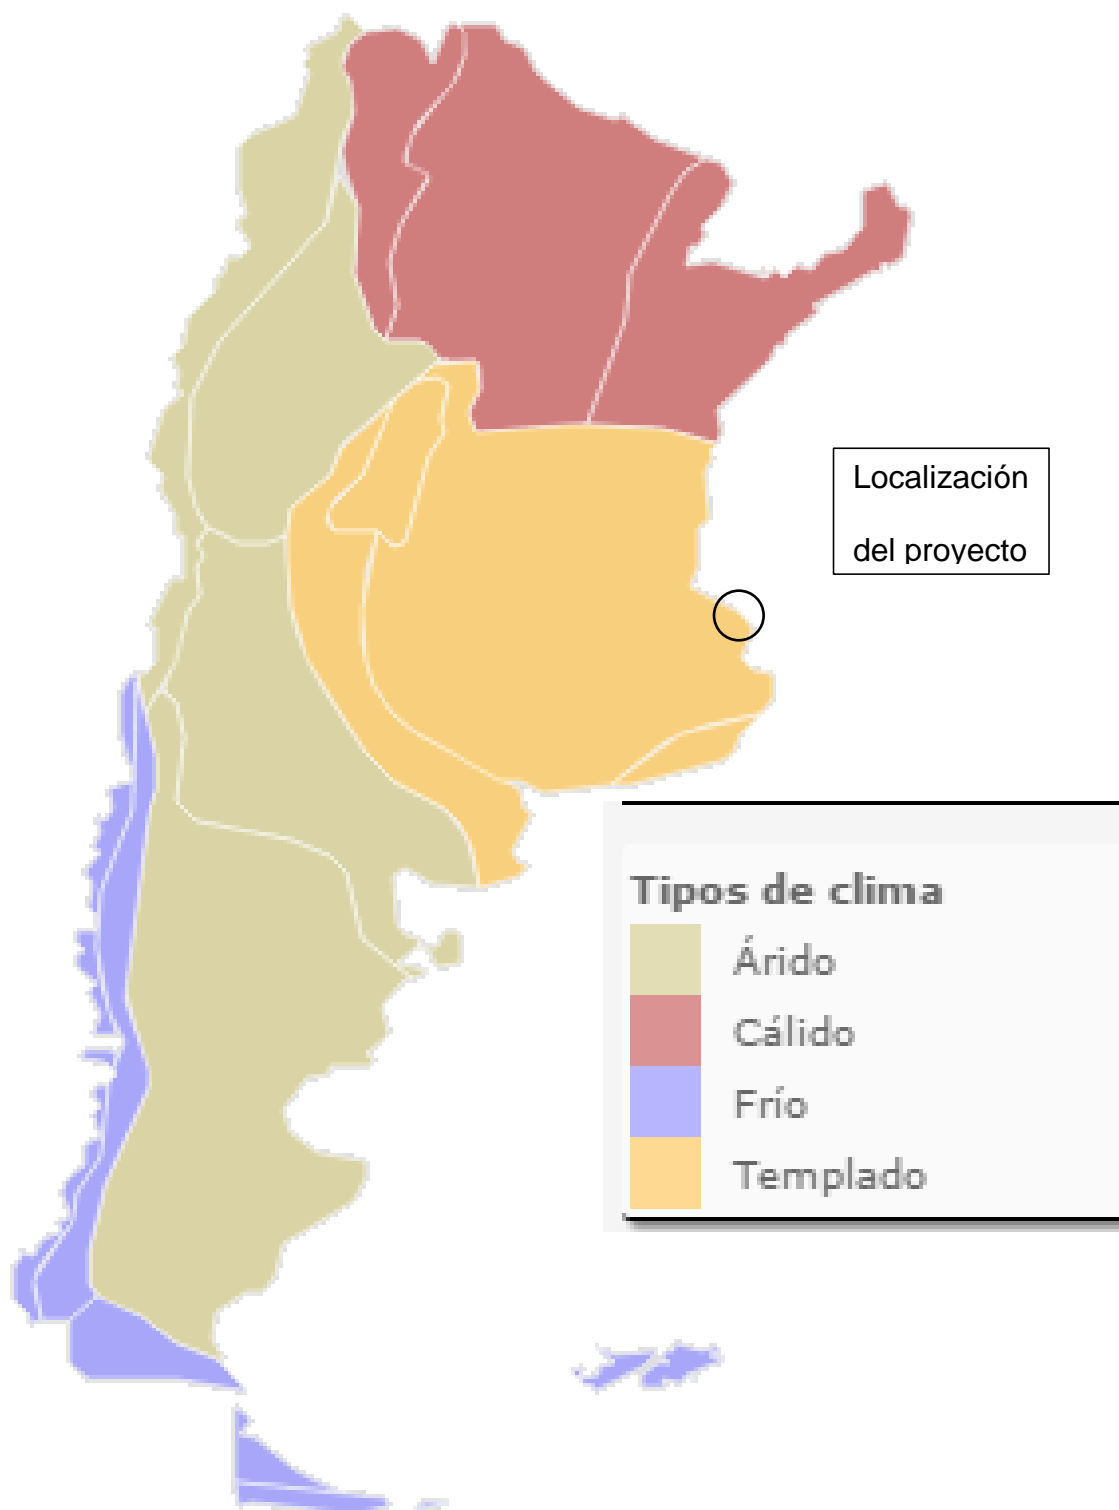 Localización
del proyecto
Tipos de clima
Árido
Cálido
Frío
Templado